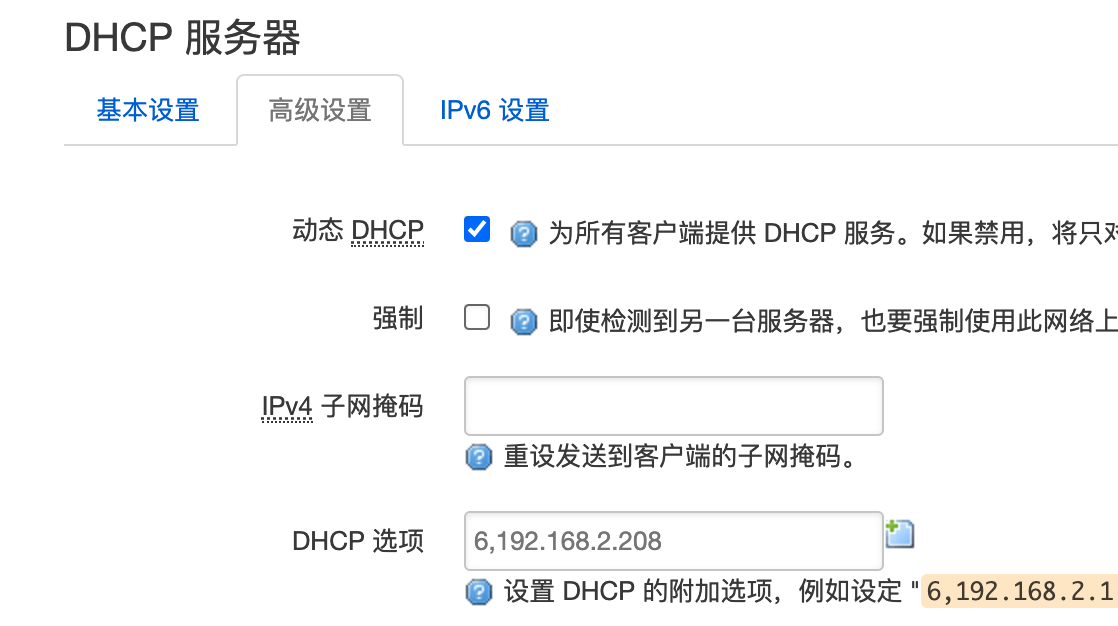 DHCP 服务器
基本设置 高级设置 IPv6 设置
动态 DHCP 为所有客户端提供 DHCP 服务。如果禁用，将只对
强制 即使检测到另一台服务器，也要强制使用此网络上
IPv4 子网掩码
重设发送到客户端的子网掩码。
DHCP 选项 6,192.168.2.208
设置 DHCP 的附加选项，例如设定 "6,192.168.2.1